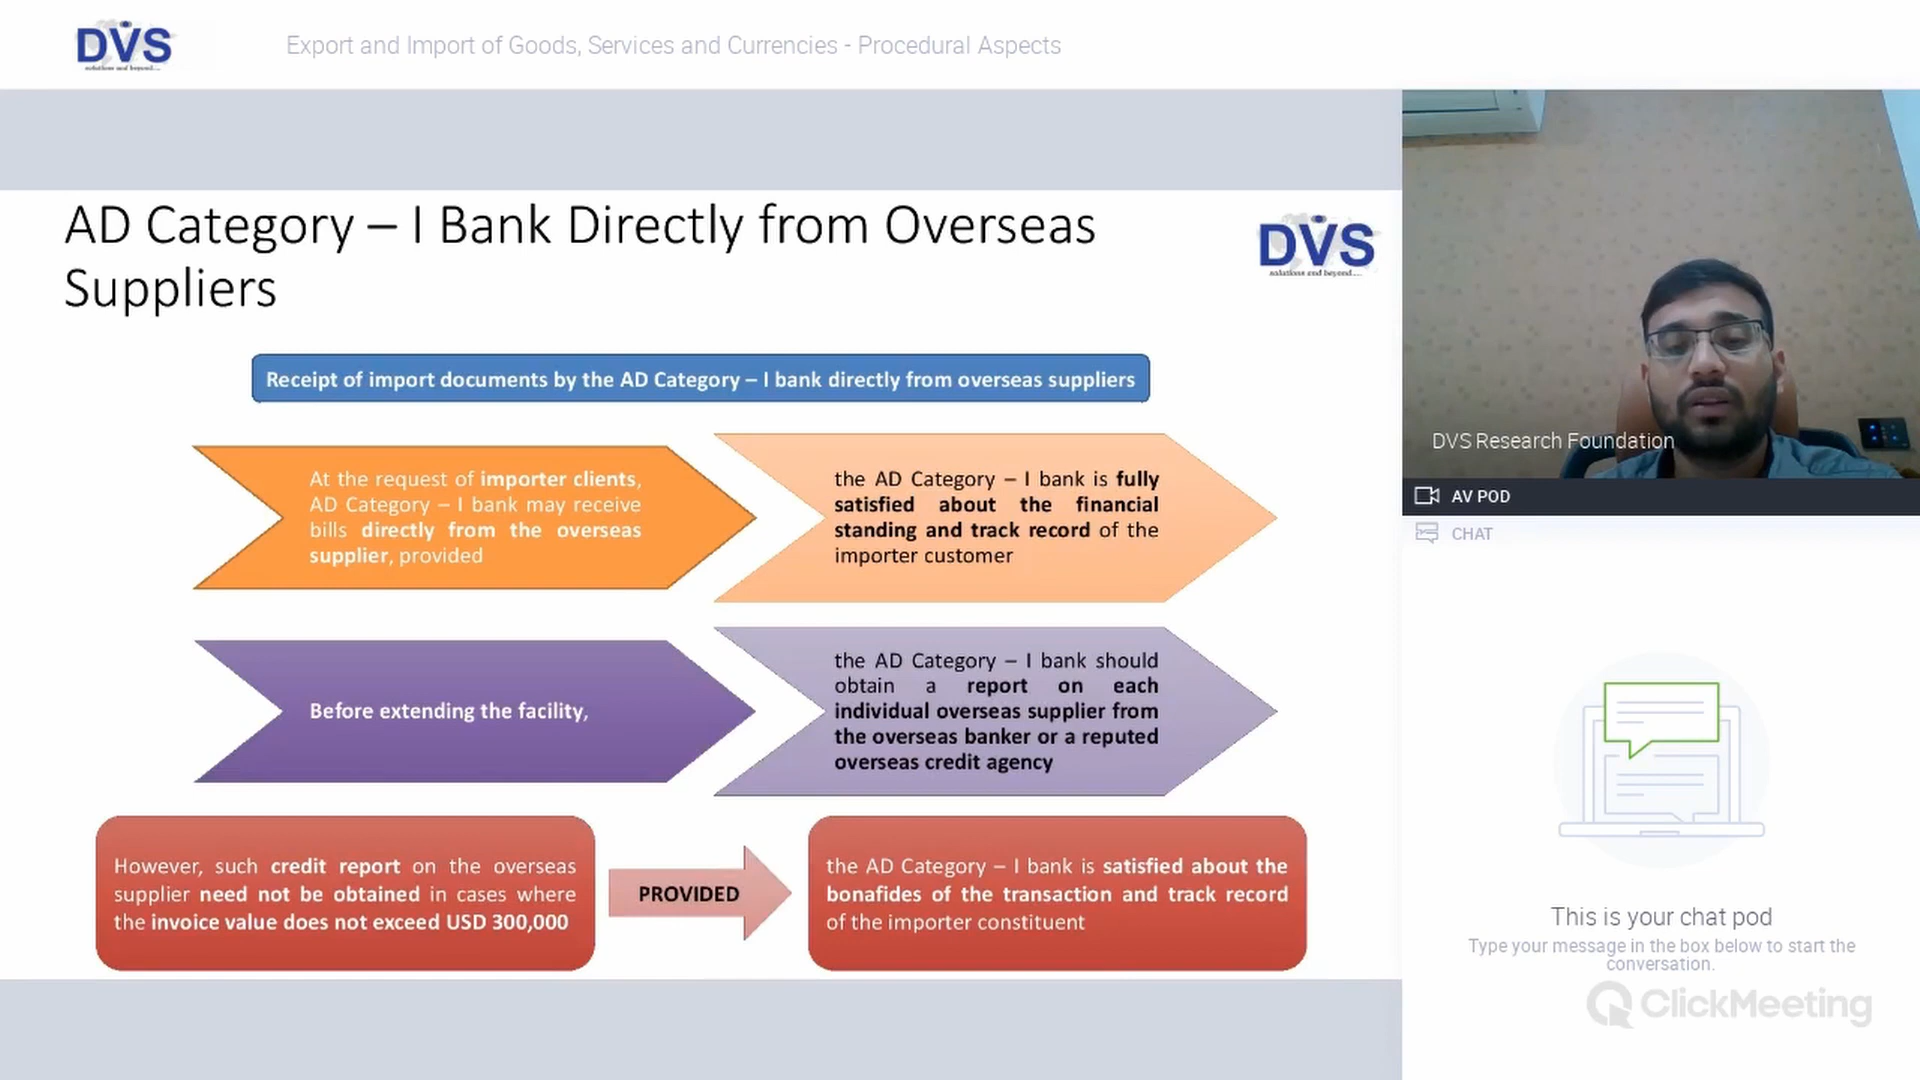 DVS
solutions and beyond....
Export and Import of Goods, Services and Currencies - Procedural Aspects
AD Category – I Bank Directly from Overseas
Suppliers
DVS
solutions and beyond....
Receipt of import documents by the AD Category – I bank directly from overseas suppliers
At the request of importer clients,
AD Category – I bank may receive
bills directly from the overseas
supplier, provided
the AD Category – I bank is fully
satisfied about the financial
standing and track record of the
importer customer
Before extending the facility,
the AD Category – I bank should
obtain a report on each
individual overseas supplier from
the overseas banker or a reputed
overseas credit agency
However, such credit report on the overseas
supplier need not be obtained in cases where
the invoice value does not exceed USD 300,000
PROVIDED
the AD Category – I bank is satisfied about the
bonafides of the transaction and track record
of the importer constituent
DVS Research Foundation
AV POD
CHAT
This is your chat pod
Type your message in the box below to start the
conversation.
ClickMeeting